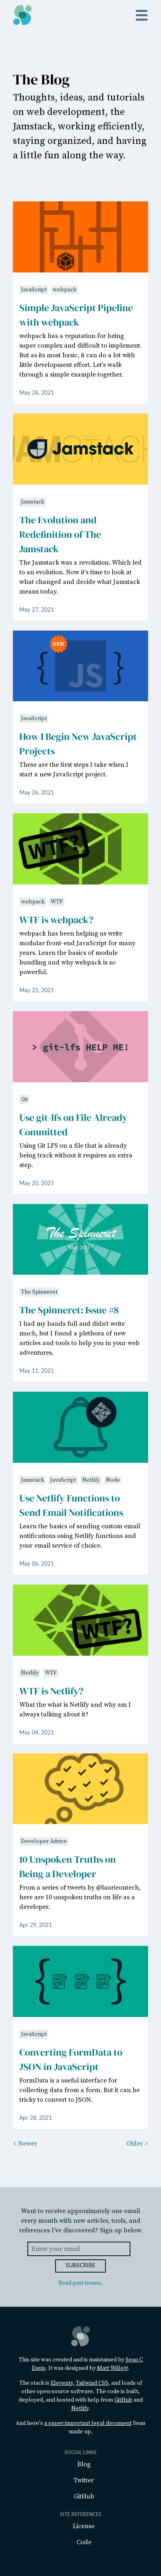 The Blog
Thoughts, ideas, and tutorials
on web development, the
Jamstack, working efficiently,
staying organized, and having
a little fun along the way.
JavaScript webpack
Simple JavaScript Pipeline
with webpack
webpack has a reputation for being
super complex and difficult to implement.
But as its most basic, it can do a lot with
little development effort. Let's walk
through a simple example together.
May 28, 2021
JAMSTACK
Jamstack
Jamstack
The Evolution and
Redefinition of The
Jamstack
The Jamstack was a revolution. Which led
to an evolution. Now it's time to look at
what changed and decide what Jamstack
means today.
May 27, 2021
NEW
JS
JavaScript
How I Begin New JavaScript
Projects
These are the first steps I take when I
start a new JavaScript project.
May 26, 2021
WTF?
webpack WTF
WTF is webpack?
webpack has been helping us write
modular front-end JavaScript for many
years. Learn the basics of module
bundling and why webpack is so
powerful.
May 25, 2021
> git-lfs HELP ME!
Git
Use git-lfs on File Already
Committed
Using Git LFS on a file that is already
being track without it requires an extra
step.
May 20, 2021
The Spinneret
May 2021
The Spinneret
The Spinneret: Issue #8
I had my hands full and didn't write
much, but I found a plethora of new
articles and tools to help you in your web
adventures.
May 11, 2021
Jamstack JavaScript Netlify Node
Use Netlify Functions to
Send Email Notifications
Learn the basics of sending custom email
notifications using Netlify functions and
your email service of choice.
May 06, 2021
WTF?
Netlify WTF
WTF is Netlify?
What the what is Netlify and why am I
always talking about it?
May 04, 2021
Developer Advice
10 Unspoken Truths on
Being a Developer
From a series of tweets by @laurieontech,
here are 10 unspoken truths on life as a
developer.
Apr 29, 2021
JavaScript
Converting FormData to
JSON in JavaScript
FormData is a useful interface for
collecting data from a form. But it can be
tricky to convert to JSON.
Apr 28, 2021
< Newer Older >
Want to receive approximately one email
every month with new articles, tools, and
references I've discovered? Sign up below.
Enter your email
SUBSCRIBE
Read past issues.
This site was created and is maintained by Sean C
Davis. It was designed by Matt Willett.
The stack is Eleventy, Tailwind CSS, and loads of
other open-source software. The code is built,
deployed, and hosted with help from GitHub and
Netlify.
And here's a super important legal document Sean
made up.
SOCIAL LINKS
Blog
Twitter
GitHub
SITE REFERENCES
License
Code